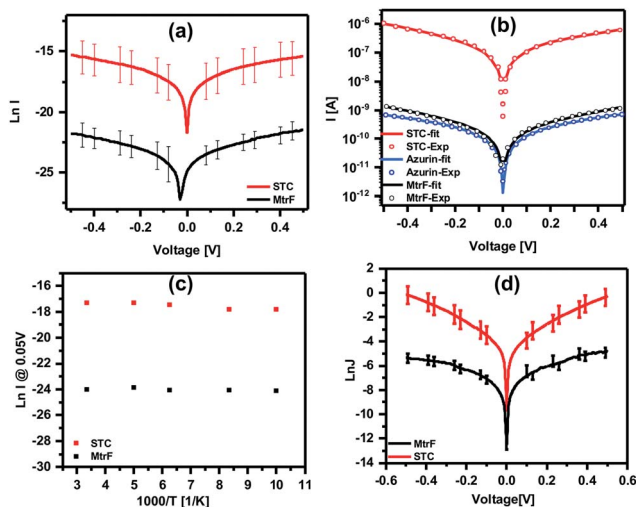 (a)
Ln I
-15
-20
-25
STC
MtrF
-0.4 -0.2 0.0 0.2 0.4
Voltage [V]
(b)
I [A]
10⁻⁶
10⁻⁷
10⁻⁸
10⁻⁹
10⁻¹⁰
10⁻¹¹
10⁻¹²
STC-fit
STC-Exp
Azurin-fit
Azurin-Exp
MtrF-fit
MtrF-Exp
-0.4 -0.2 0.0 0.2 0.4
Voltage [V]
(c)
Ln I @ 0.05V
-16
-18
-20
-22
-24
-26
-28
-30
STC
MtrF
3 4 5 6 7 8 9 10 11
1000/T [1/K]
(d)
LnJ
2
0
-2
-4
-6
-8
-10
-12
-14
MtrF
STC
-0.6 -0.4 -0.2 0.0 0.2 0.4 0.6
Voltage[V]